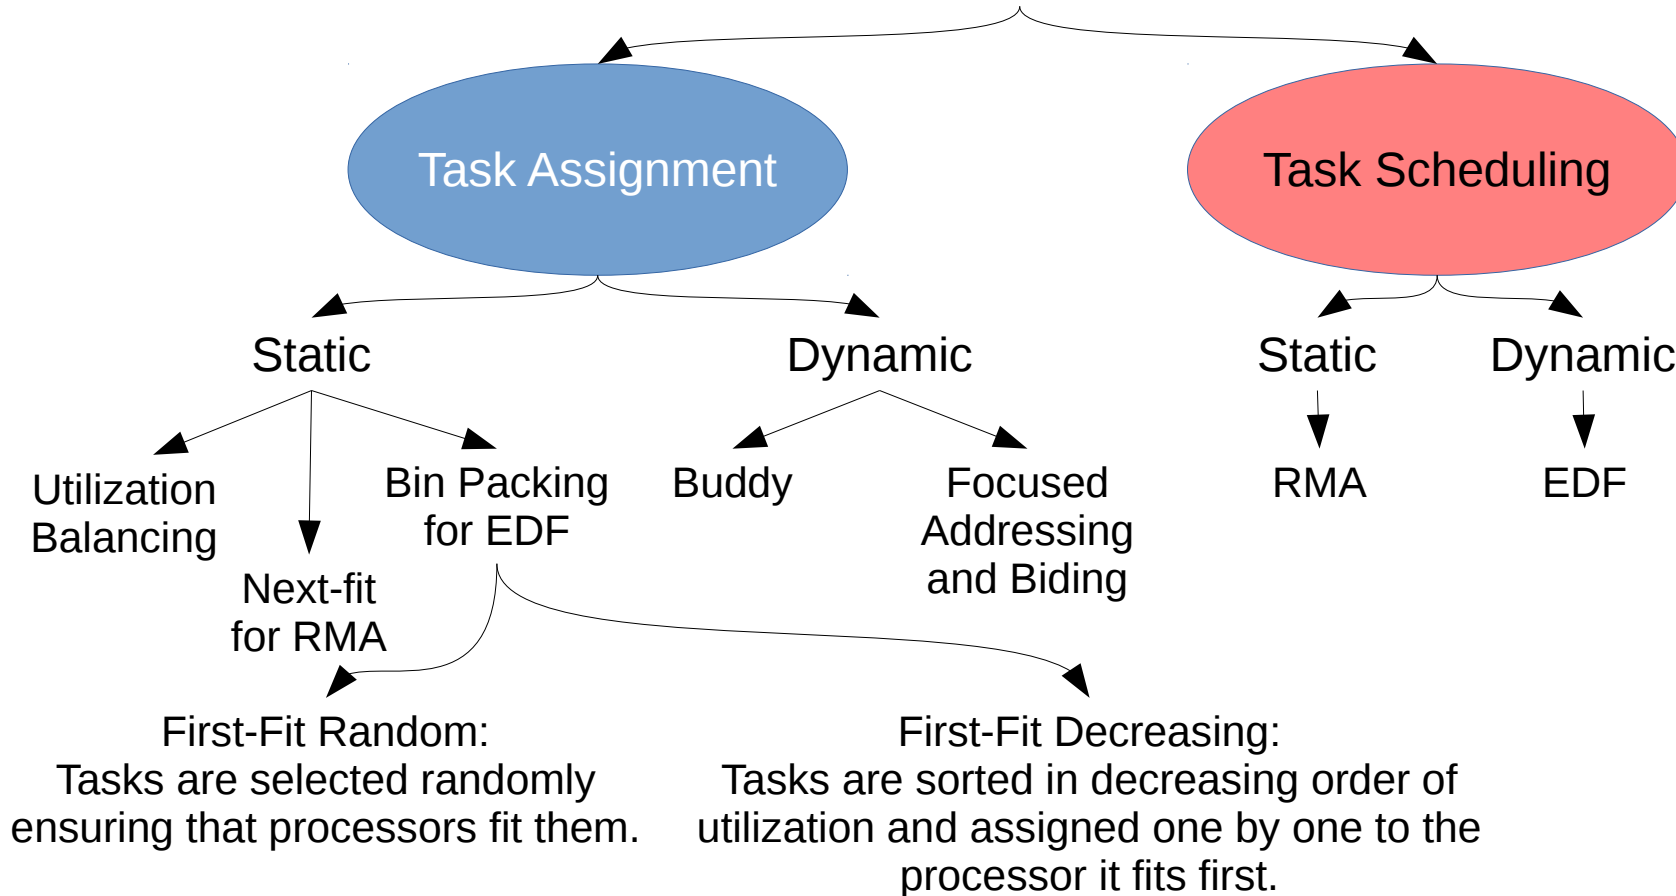 Task Assignment
Task Scheduling
Static
Dynamic
Static
Dynamic
Utilization
Balancing
Next-fit
for RMA
Bin Packing
for EDF
Buddy
Focused
Addressing
and Biding
RMA
EDF
First-Fit Random:
Tasks are selected randomly
ensuring that processors fit them.
First-Fit Decreasing:
Tasks are sorted in decreasing order of
utilization and assigned one by one to the
processor it fits first.